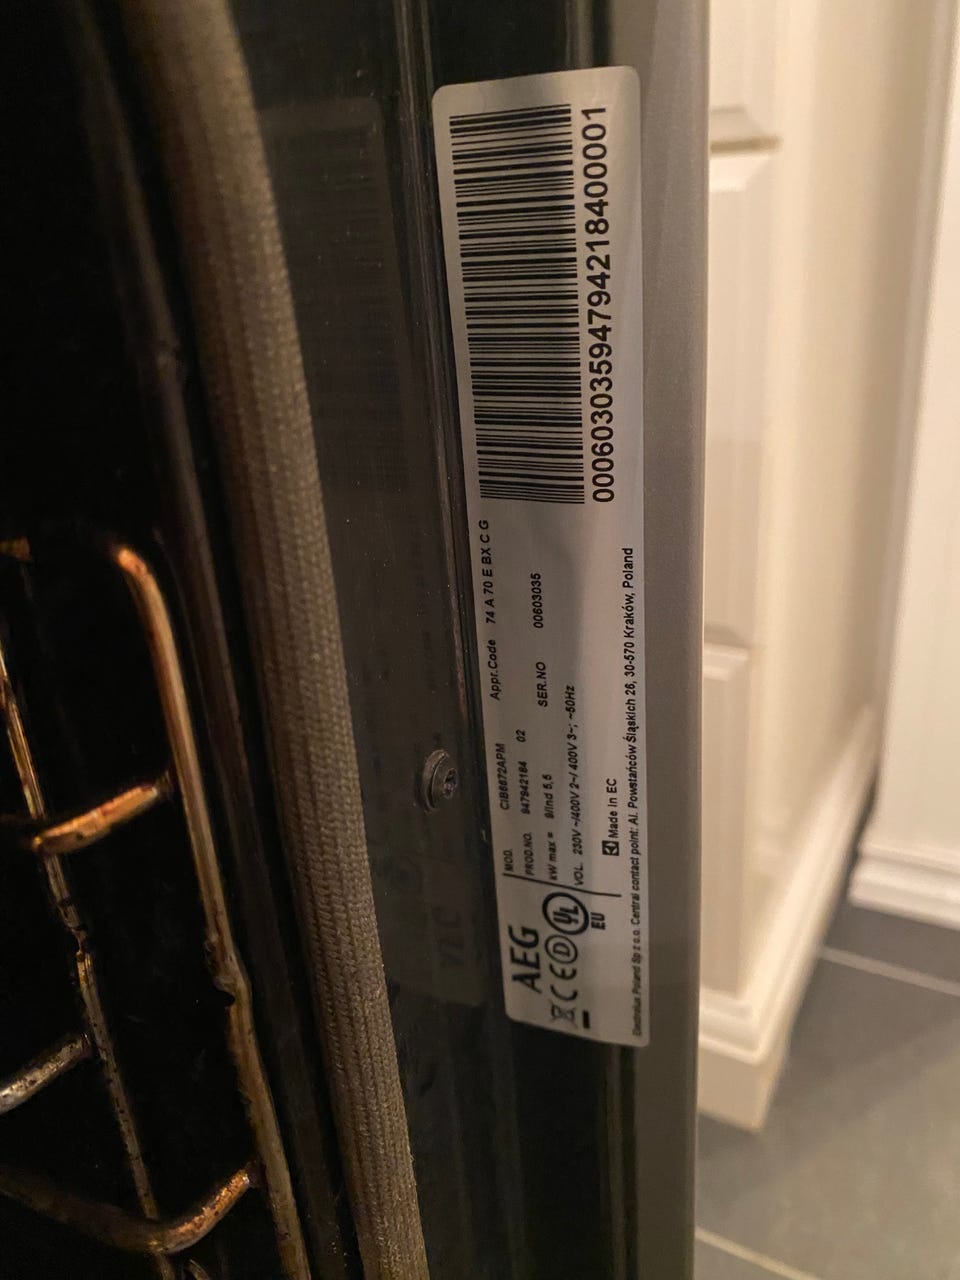 AEG
MOD. CIB6672APM Appr.Code 74 A 70 E BX C G
PROD.NO. 947942184 02 SER.NO 00603035
kW max = 9/Ind 5,5
VOL. 230V ~/400V 2~/ 400V 3~; ~50Hz
UL
EU
Made in EC
Electrolux Poland Sp z o.o. Central contact point: Al. Powstańców Śląskich 26, 30-570 Kraków, Poland
00060303594794218400001